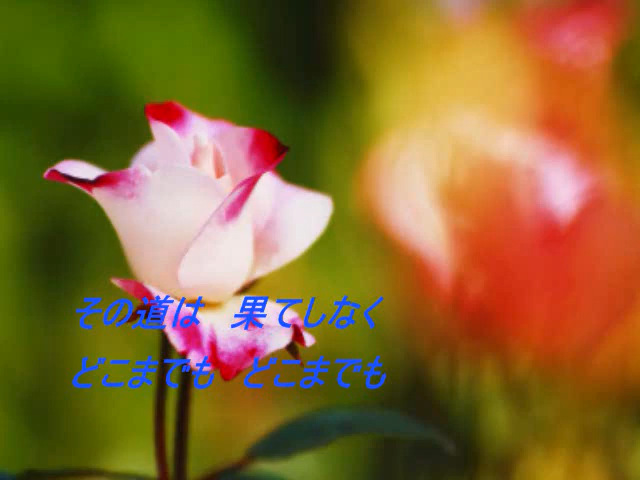 その道は　果てしなく
どこまでも　どこまでも